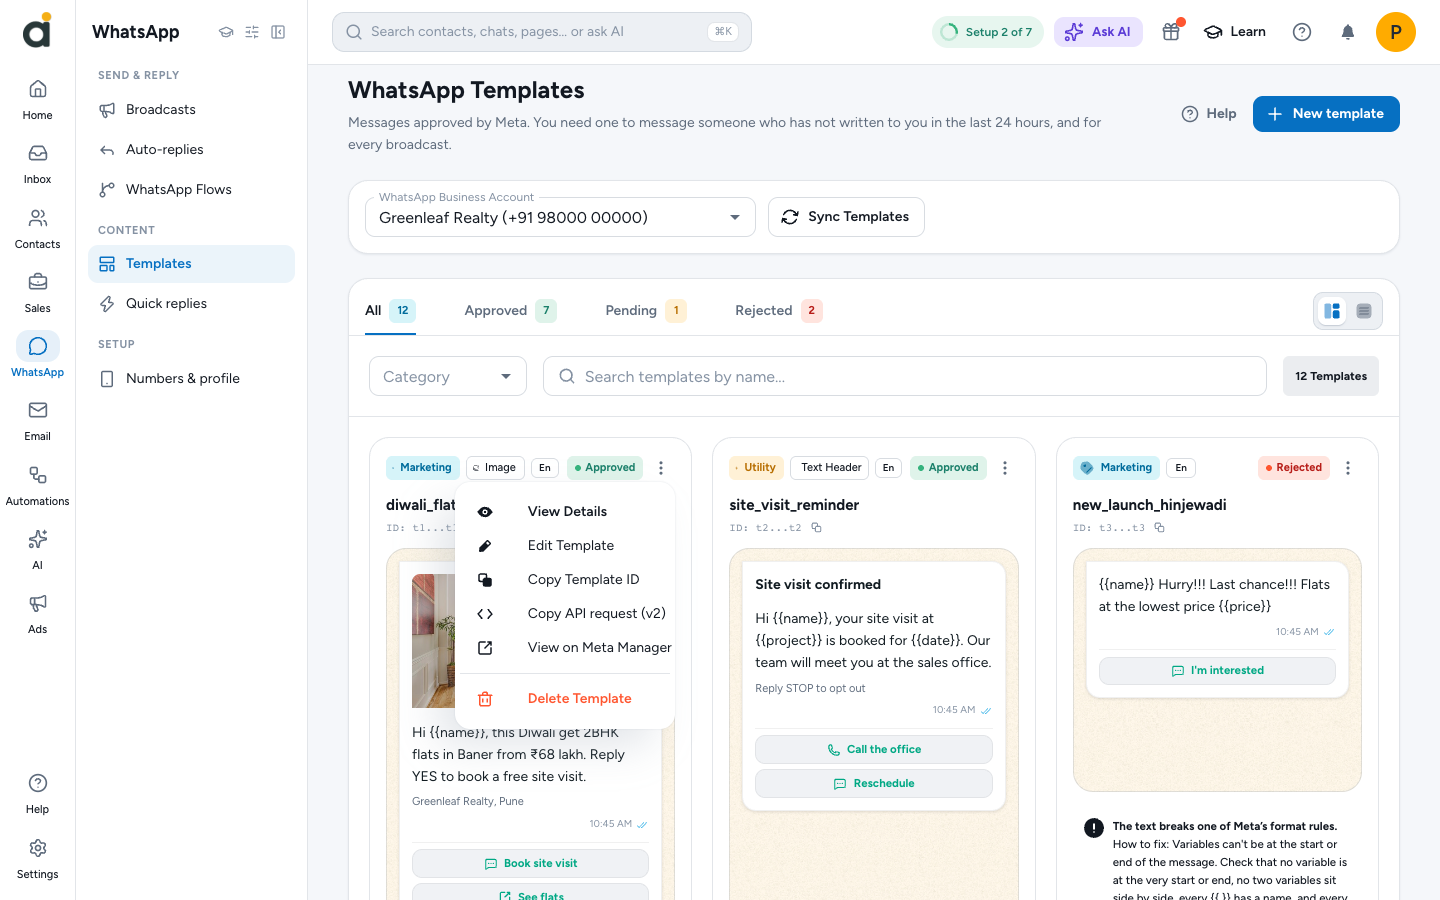 WhatsApp
Search contacts, chats, pages... or ask AI
⌘K
Setup 2 of 7
Ask AI
Learn
P
Home
Inbox
Contacts
Sales
WhatsApp
Email
Automations
AI
Ads
Help
Settings
SEND & REPLY
Broadcasts
Auto-replies
WhatsApp Flows
CONTENT
Templates
Quick replies
SETUP
Numbers & profile
WhatsApp Templates
Messages approved by Meta. You need one to message someone who has not written to you in the last 24 hours, and for
every broadcast.
Help
New template
WhatsApp Business Account
Greenleaf Realty (+91 98000 00000)
Sync Templates
All 12
Approved 7
Pending 1
Rejected 2
Category
Search templates by name...
12 Templates
Marketing
Image
En
Approved
diwali_flat
ID: t1...t1
View Details
Edit Template
Copy Template ID
Copy API request (v2)
View on Meta Manager
Delete Template
Hi {{name}}, this Diwali get 2BHK
flats in Baner from ₹68 lakh. Reply
YES to book a free site visit.
Greenleaf Realty, Pune
10:45 AM
Book site visit
See flats
Utility
Text Header
En
Approved
site_visit_reminder
ID: t2...t2
Site visit confirmed
Hi {{name}}, your site visit at
{{project}} is booked for {{date}}. Our
team will meet you at the sales office.
Reply STOP to opt out
10:45 AM
Call the office
Reschedule
Marketing
En
Rejected
new_launch_hinjewadi
ID: t3...t3
{{name}} Hurry!!! Last chance!!! Flats
at the lowest price {{price}}
10:45 AM
I'm interested
The text breaks one of Meta's format rules.
How to fix: Variables can't be at the start or
end of the message. Check that no variable is
at the very start or end, no two variables sit
side by side, every {{ }} has a name, and every